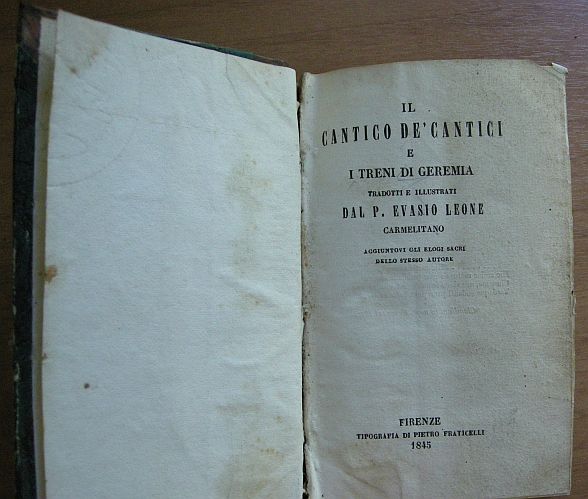 IL
CANTICO DE' CANTICI
E
I TRENI DI GEREMIA
TRADOTTI E ILLUSTRATI
DAL P. EVASIO LEONE
CARMELITANO
AGGIUNTOVI GLI ELOGI SACRI
DELLO STESSO AUTORE
FIRENZE
TIPOGRAFIA DI PIETRO FRATICELLI
1845